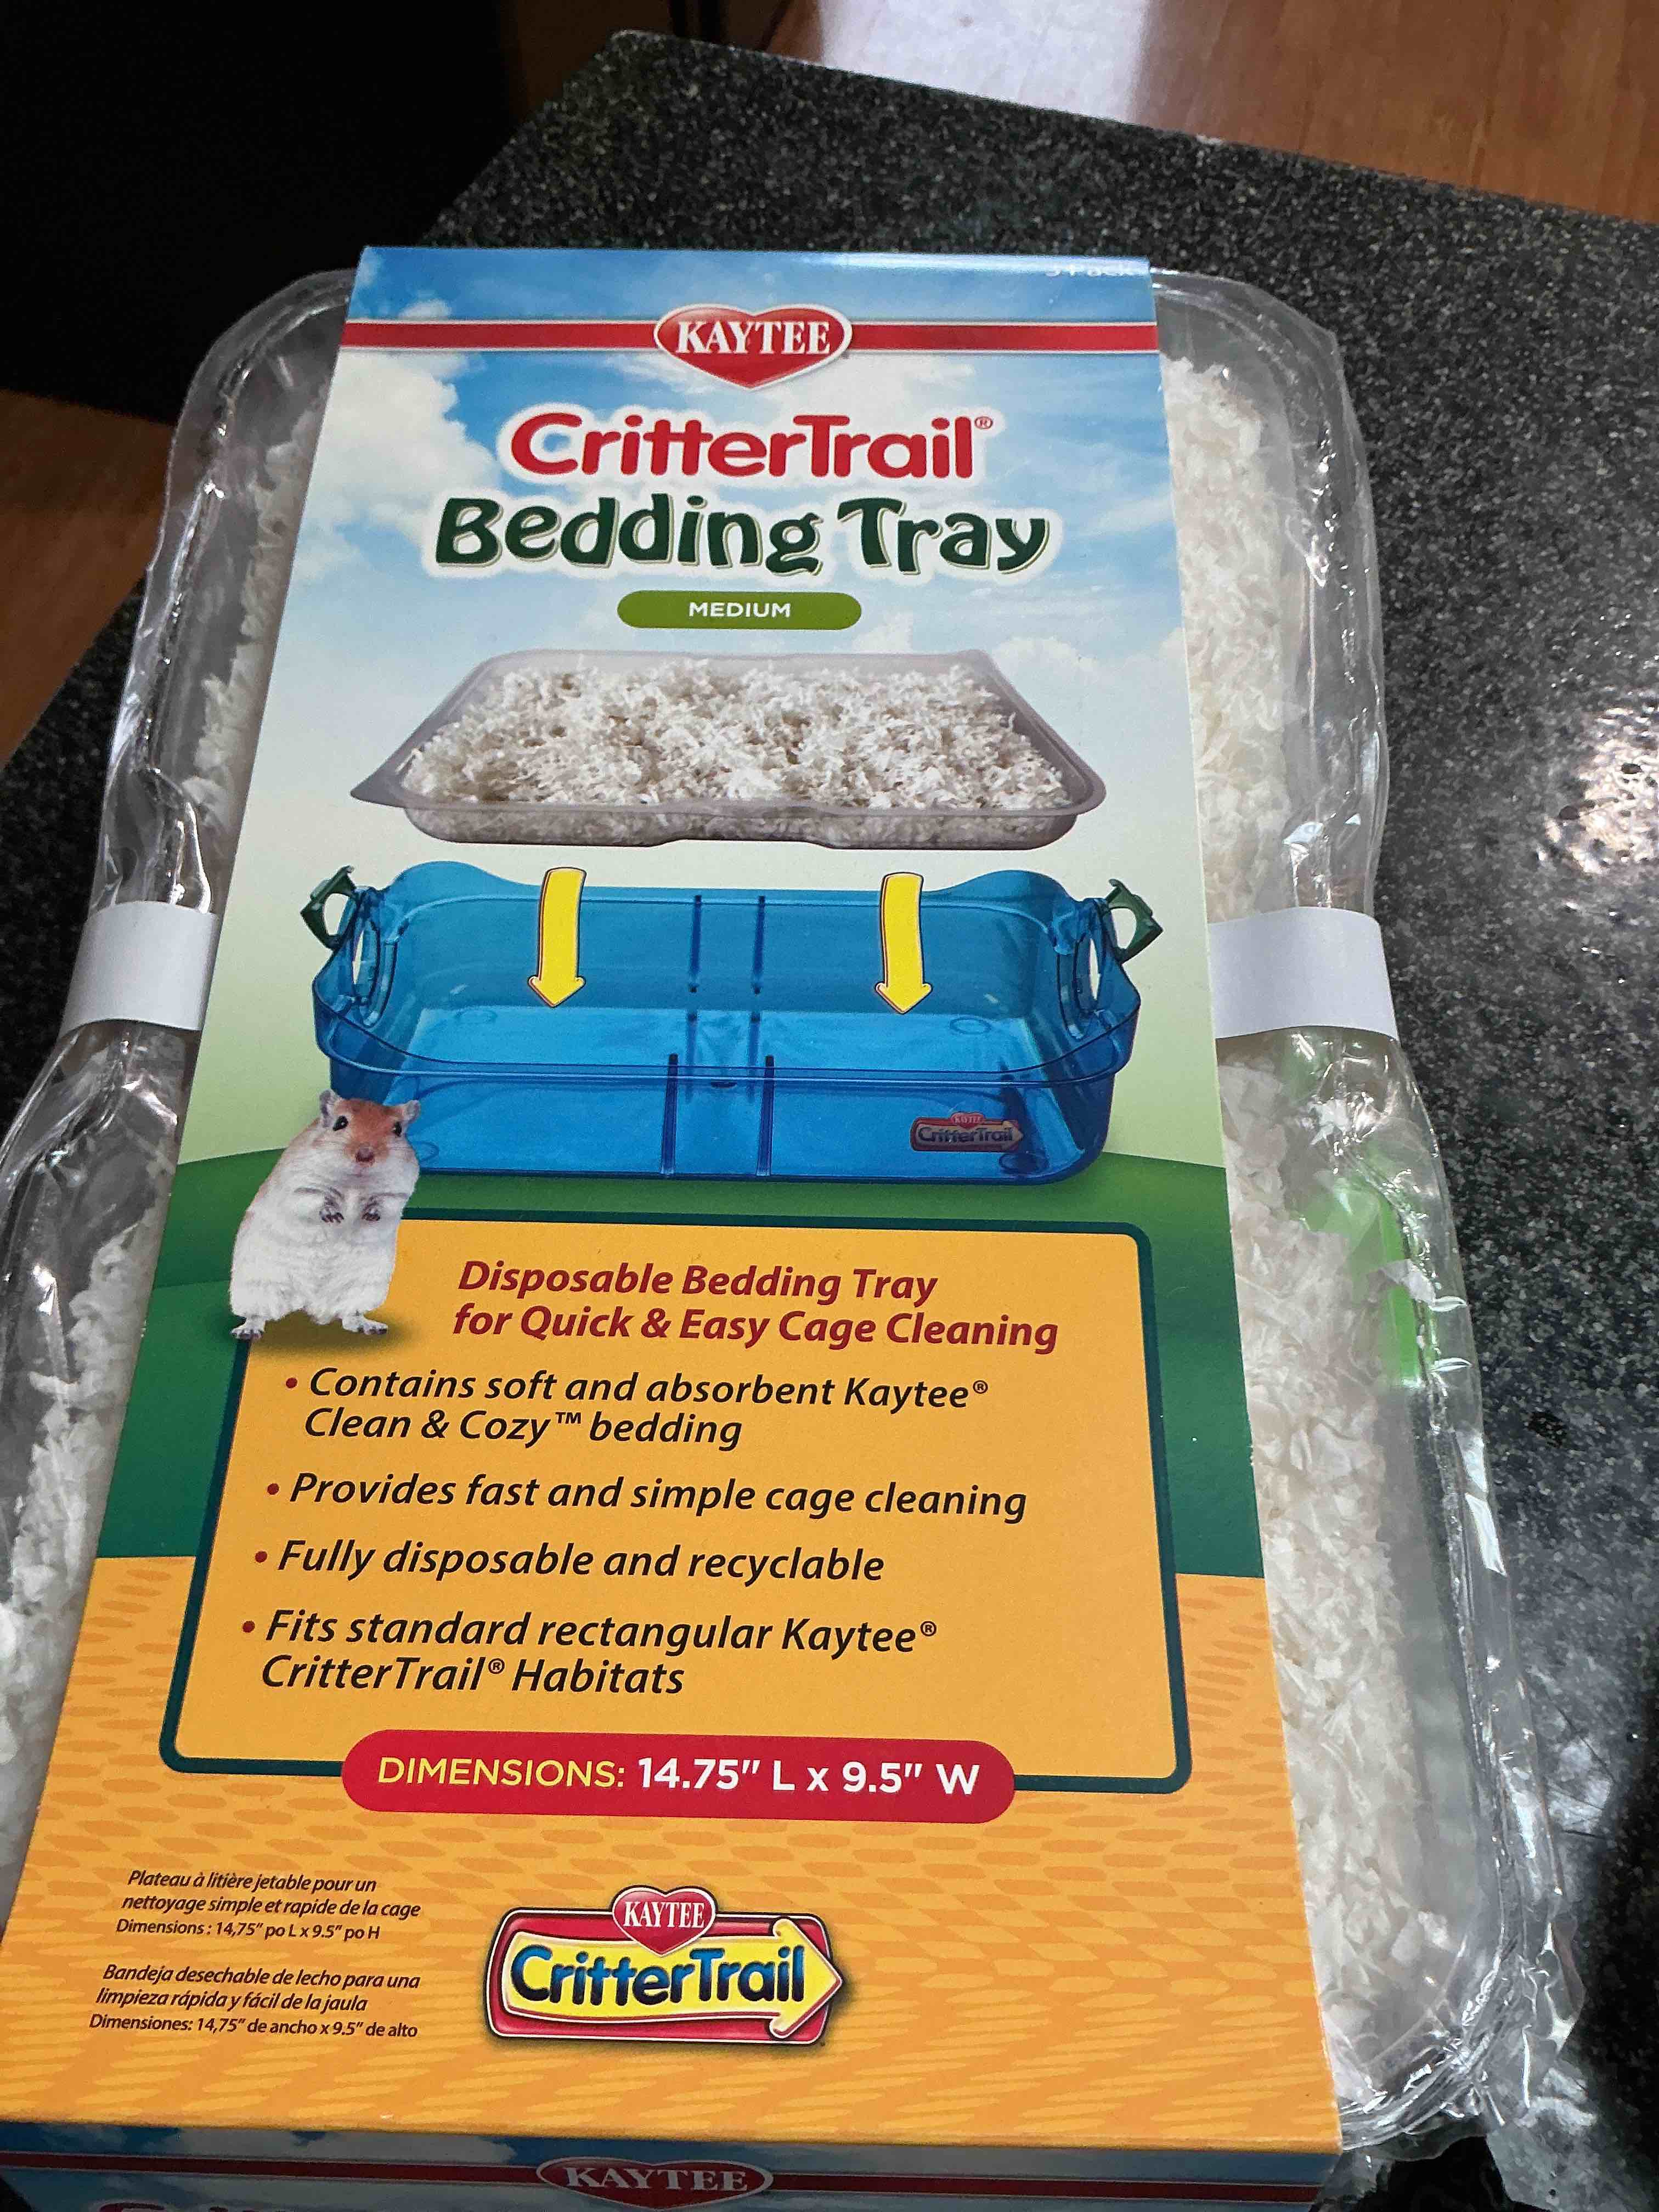 KAYTEE
CritterTrail®
Bedding Tray
MEDIUM
KAYTEE
CritterTrail
Disposable Bedding Tray
for Quick & Easy Cage Cleaning
• Contains soft and absorbent Kaytee®
Clean & Cozy™ bedding
• Provides fast and simple cage cleaning
• Fully disposable and recyclable
• Fits standard rectangular Kaytee®
CritterTrail® Habitats
DIMENSIONS: 14.75" L x 9.5" W
Plateau à litière jetable pour un
nettoyage simple et rapide de la cage
Dimensions : 14,75" po L x 9.5" po H
Bandeja desechable de lecho para una
limpieza rápida y fácil de la jaula
Dimensiones: 14,75" de ancho x 9.5" de alto
KAYTEE
CritterTrail
KAYTEE